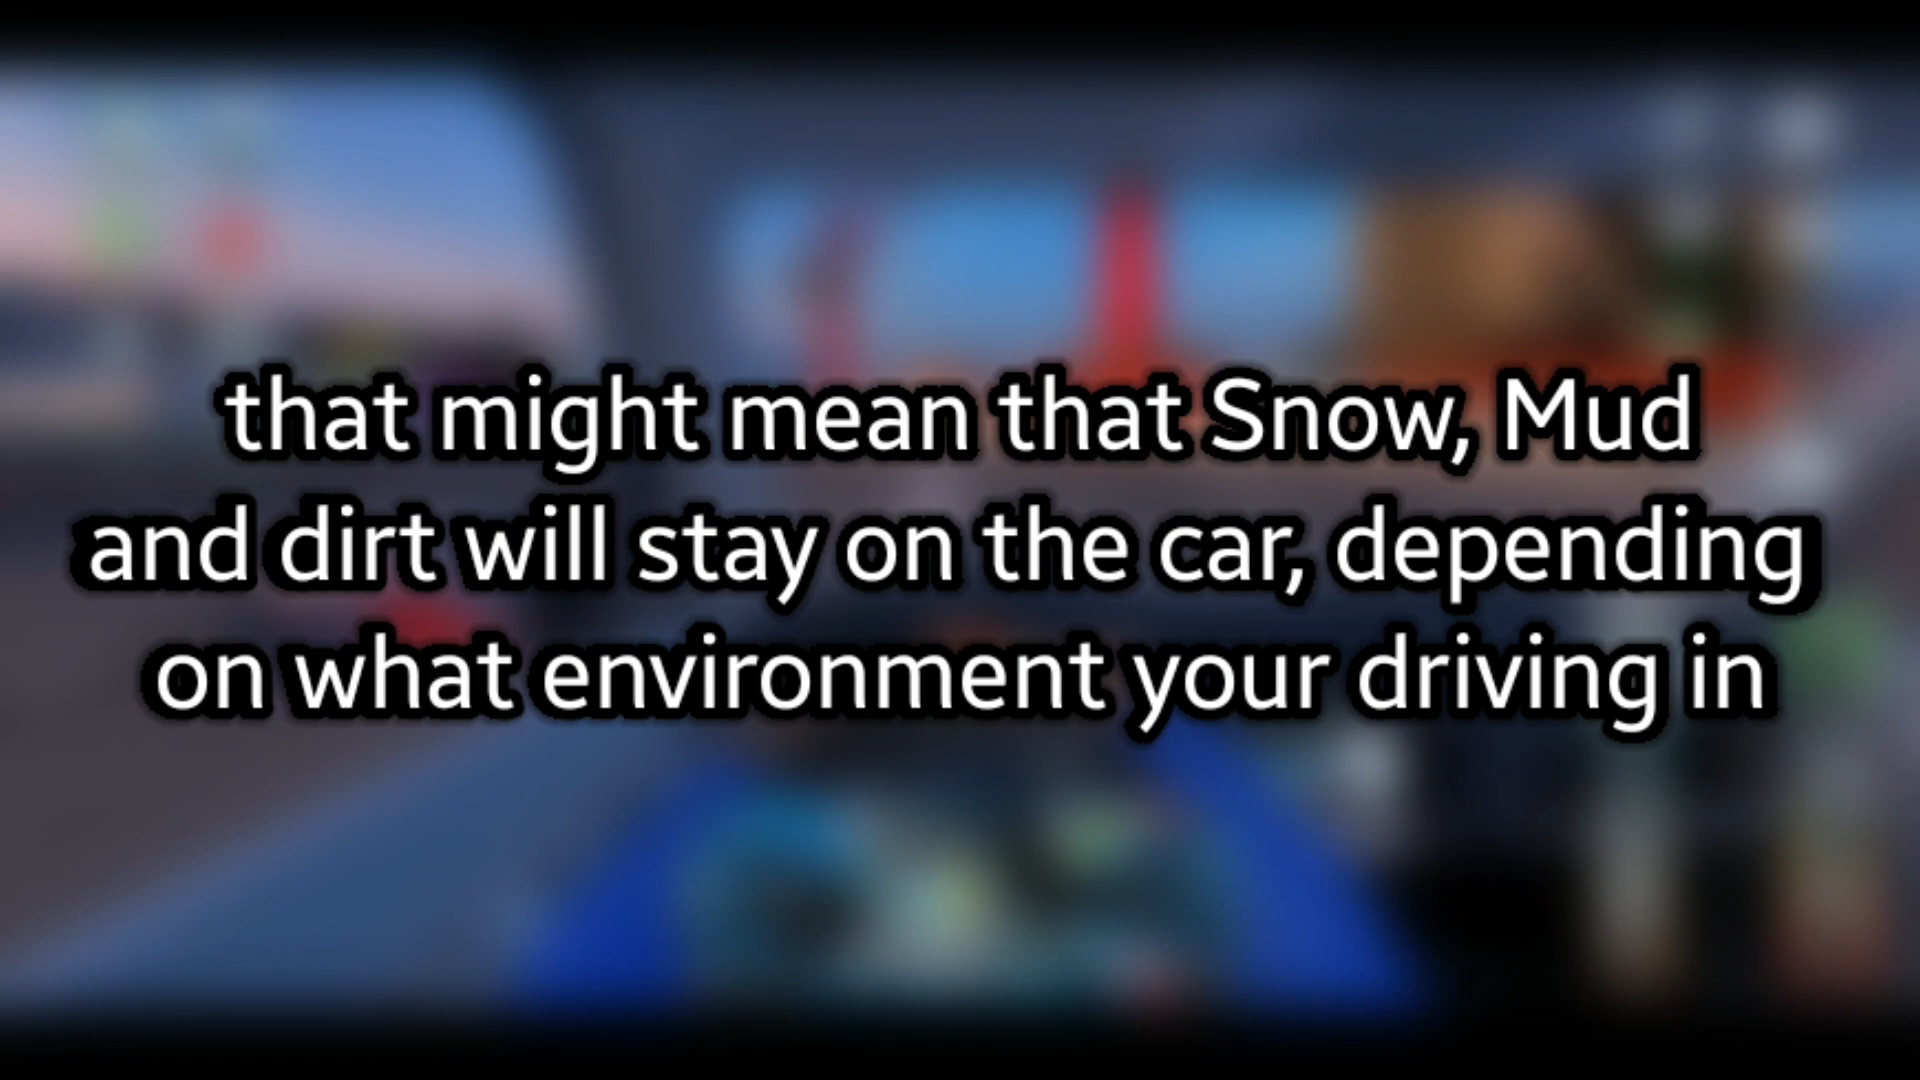 that might mean that Snow, Mud
and dirt will stay on the car, depending
on what environment your driving in